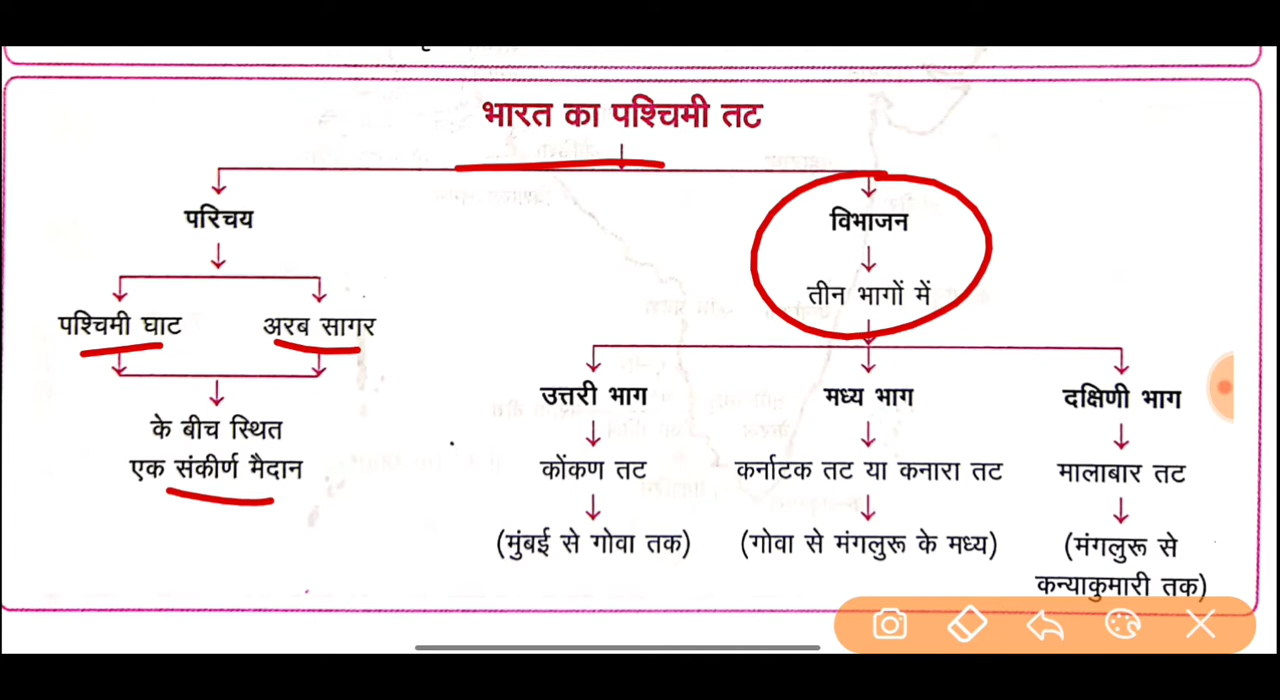 भारत का पश्चिमी तट
परिचय
विभाजन
तीन भागों में
पश्चिमी घाट
अरब सागर
के बीच स्थित
एक संकीर्ण मैदान
उत्तरी भाग
मध्य भाग
दक्षिणी भाग
कोंकण तट
कर्नाटक तट या कनारा तट
मालाबार तट
(मुंबई से गोवा तक)
(गोवा से मंगलुरू के मध्य)
(मंगलुरू से
कन्याकुमारी तक)